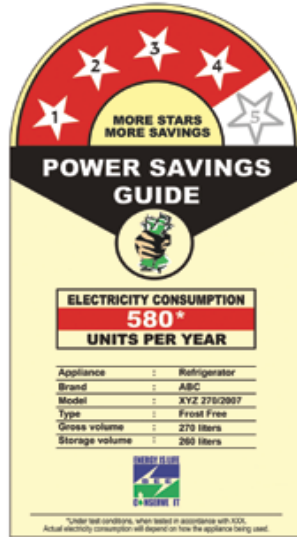 1 2 3 4 5
MORE STARS
MORE SAVINGS
POWER SAVINGS
GUIDE
ELECTRICITY CONSUMPTION
580*
UNITS PER YEAR
Appliance : Refrigerator
Brand : ABC
Model : XYZ 270/2007
Type : Frost Free
Gross volume : 270 liters
Storage volume : 260 liters
ENERGY IS LIFE
BEE
CONSERVE IT
*Under test conditions, when tested in accordance with XXX.
Actual electricity consumption will depend on how the appliance being used.